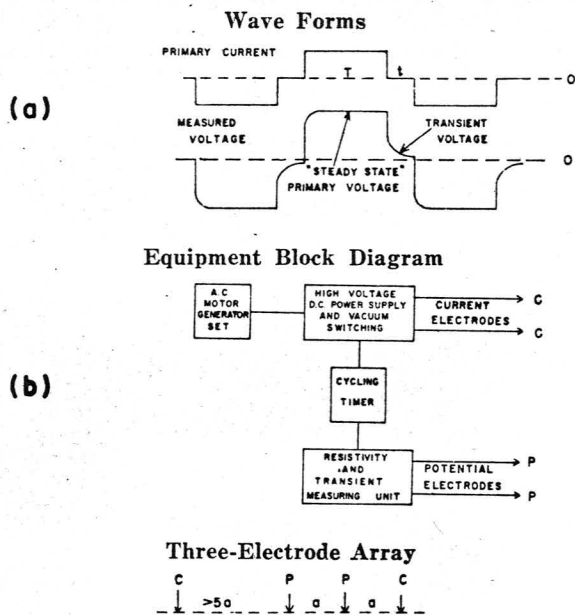 Wave Forms
PRIMARY CURRENT
T
t
O
(a)
MEASURED
VOLTAGE
TRANSIENT
VOLTAGE
O
"STEADY STATE"
PRIMARY VOLTAGE
Equipment Block Diagram
A.C
MOTOR
GENERATOR
SET
HIGH VOLTAGE
D.C. POWER SUPPLY
AND VACUUM
SWITCHING
CURRENT
ELECTRODES
C
C
(b)
CYCLING
TIMER
RESISTIVITY
AND
TRANSIENT
MEASURING UNIT
POTENTIAL
ELECTRODES
P
P
Three-Electrode Array
C P P C
>5a a a